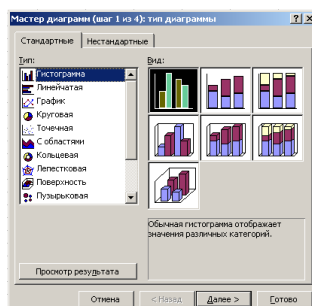 Мастер диаграмм (шаг 1 из 4): тип диаграммы
Стандартные Нестандартные
Тип:
Вид:
Гистограмма
Линейчатая
График
Круговая
Точечная
С областями
Кольцевая
Лепестковая
Поверхность
Пузырьковая
Обычная гистограмма отображает
значения различных категорий.
Просмотр результата
Отмена < Назад Далее > Готово